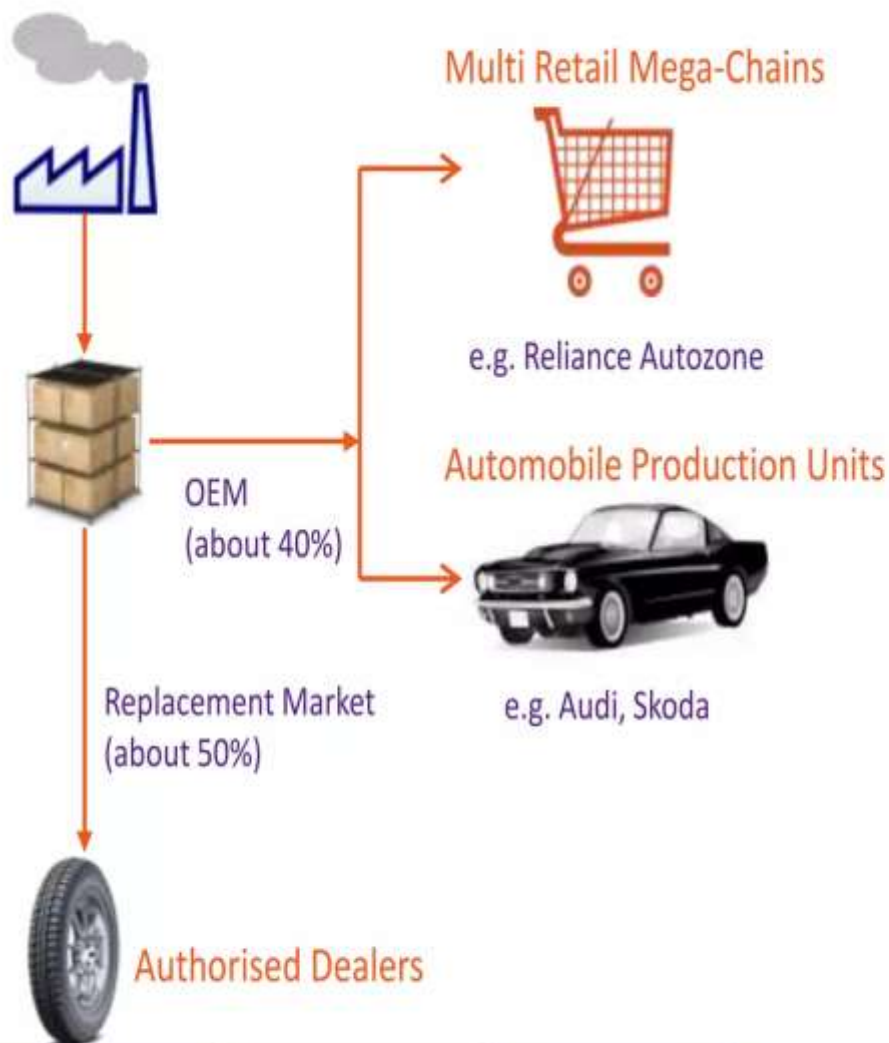 Multi Retail Mega-Chains
e.g. Reliance Autozone
OEM
(about 40%)
Automobile Production Units
e.g. Audi, Skoda
Replacement Market
(about 50%)
Authorised Dealers